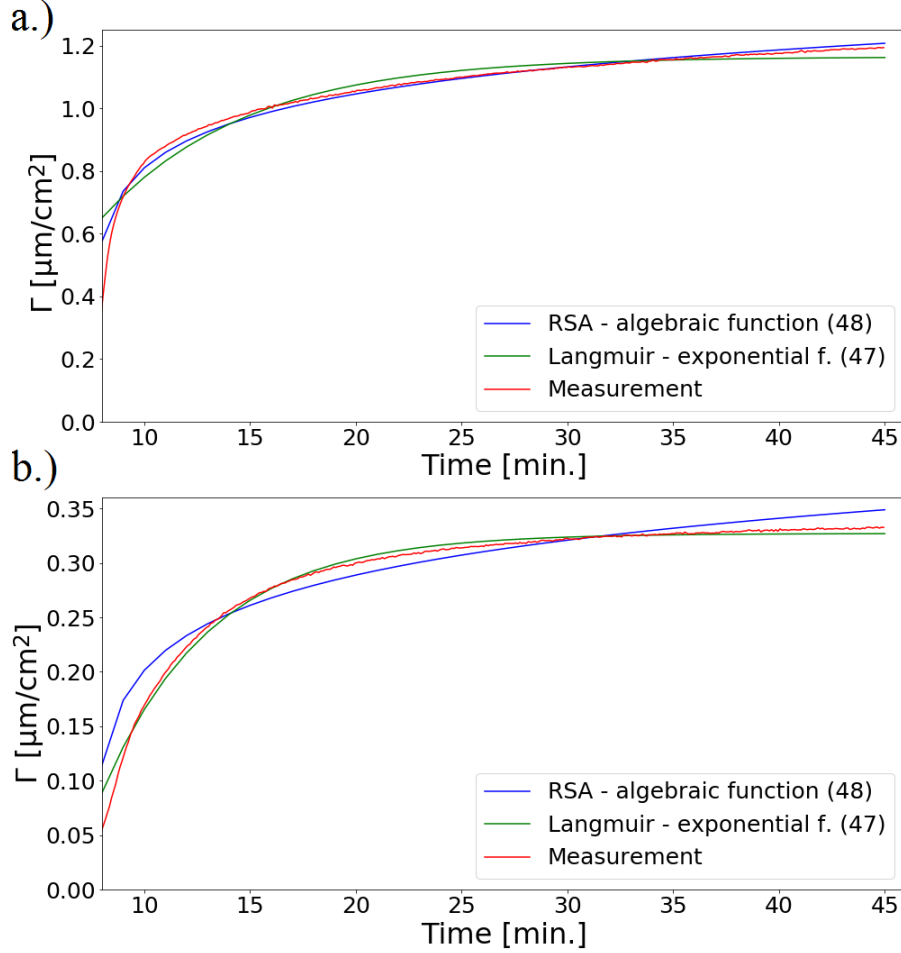 a.)
1.2
1.0
0.8
0.6
0.4
0.2
0.0
Γ [μm/cm²]
RSA - algebraic function (48)
Langmuir - exponential f. (47)
Measurement
10 15 20 25 30 35 40 45
Time [min.]
b.)
0.35
0.30
0.25
0.20
0.15
0.10
0.05
0.00
Γ [μm/cm²]
RSA - algebraic function (48)
Langmuir - exponential f. (47)
Measurement
10 15 20 25 30 35 40 45
Time [min.]